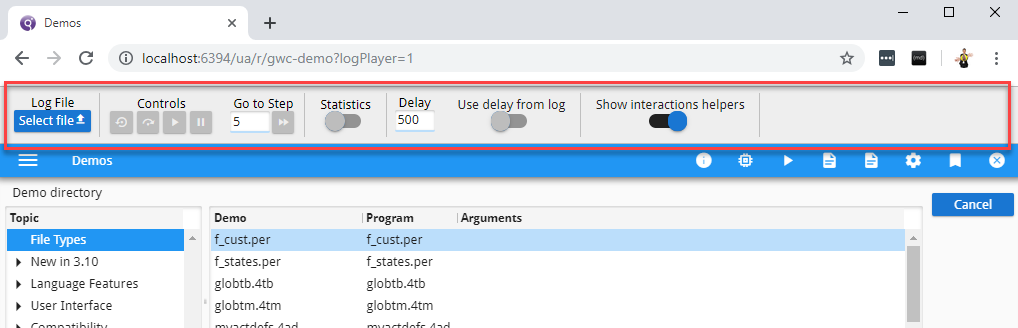 Demos
localhost:6394/ua/r/gwc-demo?logPlayer=1
Log File Controls Go to Step Statistics Delay Use delay from log Show interactions helpers
Select file 5 500
Demos
Demo directory
Cancel
Topic Demo Program Arguments
File Types f_cust.per f_cust.per
New in 3.10 f_states.per f_states.per
Language Features globtb.4tb globtb.4tb
User Interface globtm.4tm globtm.4tm
Compatibility myactdefs.4ad myactdefs.4ad